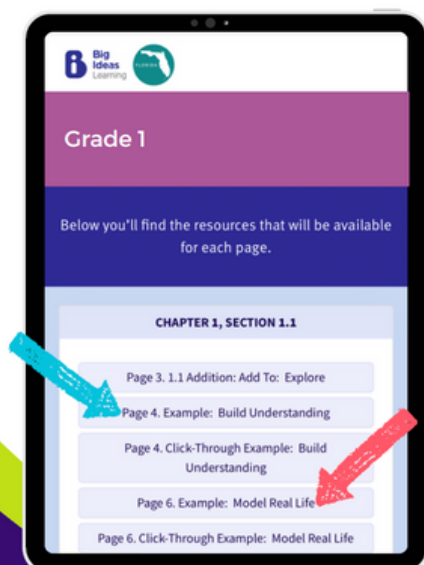 Big
Ideas
Learning
FLORIDA
Grade 1
Below you'll find the resources that will be available
for each page.
CHAPTER 1, SECTION 1.1
Page 3. 1.1 Addition: Add To: Explore
Page 4. Example: Build Understanding
Page 4. Click-Through Example: Build
Understanding
Page 6. Example: Model Real Life
Page 6. Click-Through Example: Model Real Life